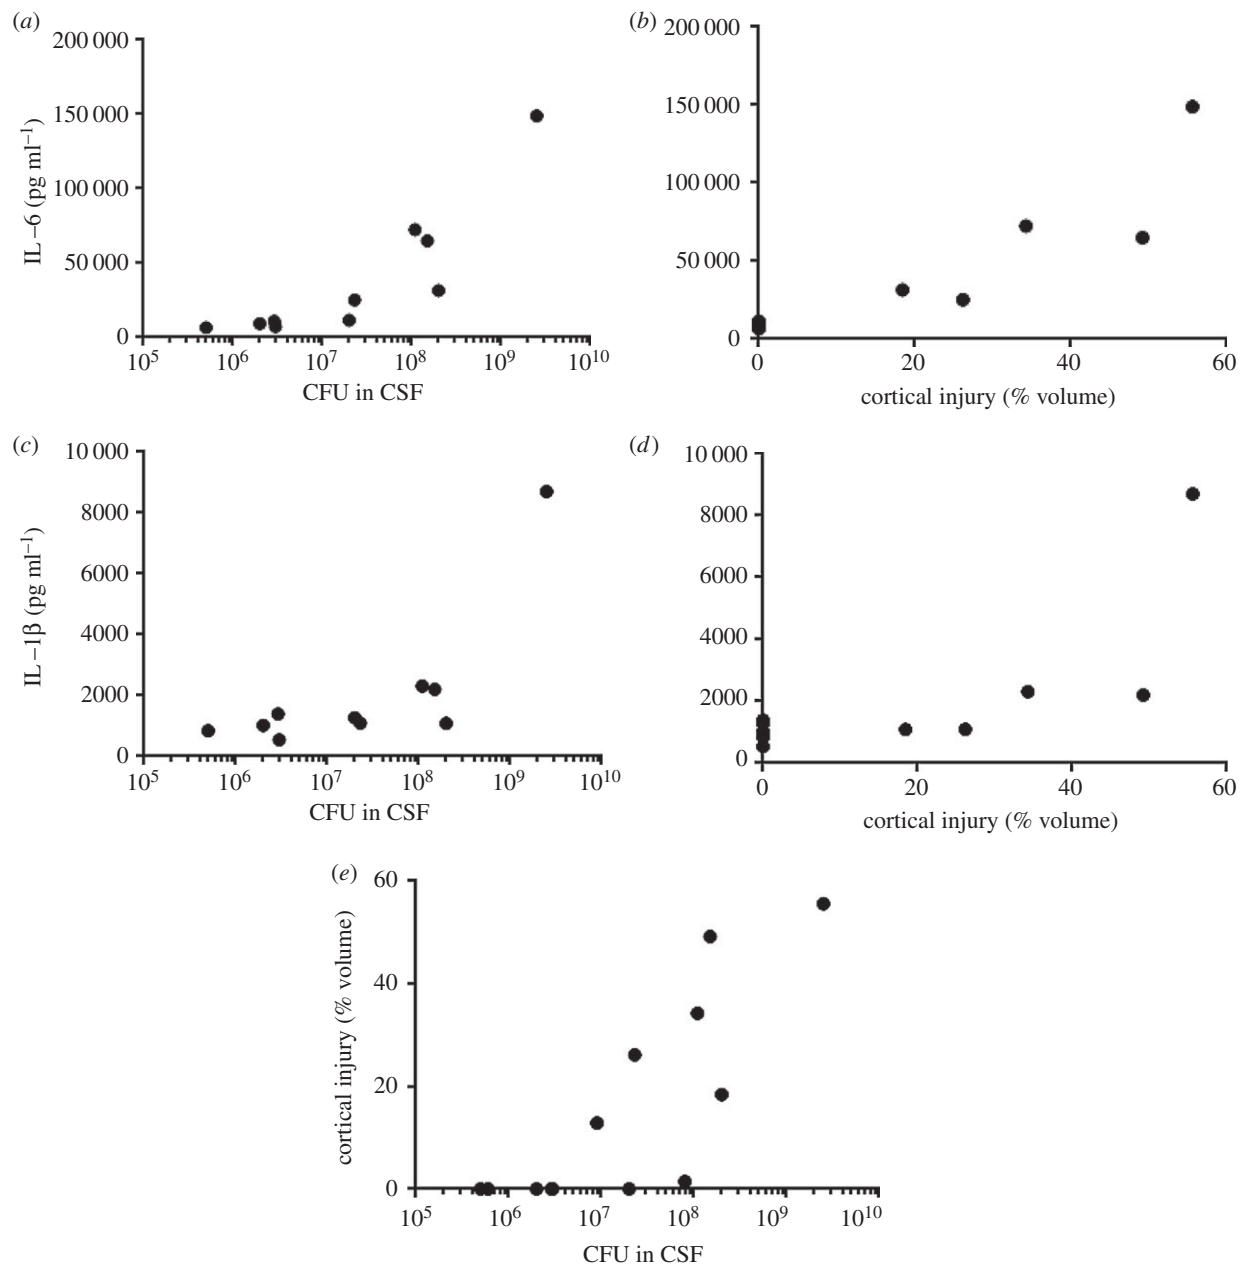 (a)
200 000
150 000
100 000
50 000
0
IL–6 (pg ml⁻¹)
10⁵ 10⁶ 10⁷ 10⁸ 10⁹ 10¹⁰
CFU in CSF
(b)
200 000
150 000
100 000
50 000
0
0 20 40 60
cortical injury (% volume)
(c)
10 000
8000
6000
4000
2000
0
IL–1β (pg ml⁻¹)
10⁵ 10⁶ 10⁷ 10⁸ 10⁹ 10¹⁰
CFU in CSF
(d)
10 000
8000
6000
4000
2000
0
0 20 40 60
cortical injury (% volume)
(e)
60
40
20
0
cortical injury (% volume)
10⁵ 10⁶ 10⁷ 10⁸ 10⁹ 10¹⁰
CFU in CSF